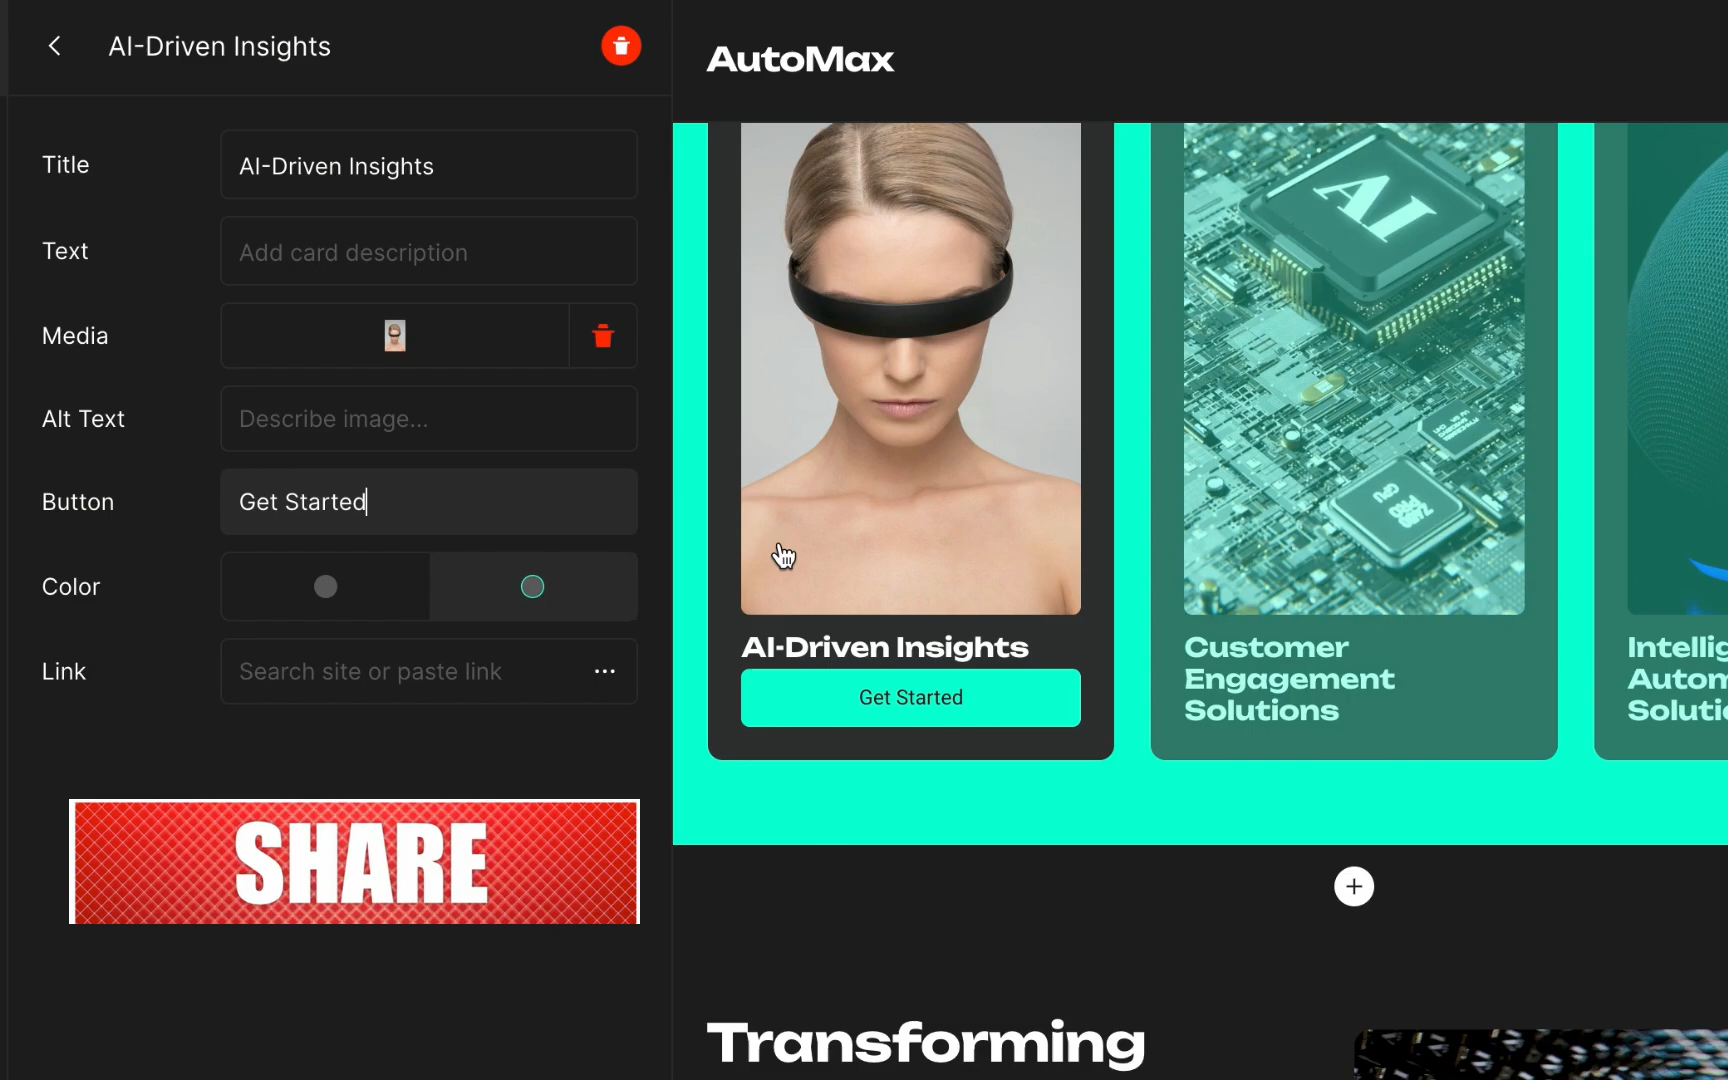 AI-Driven Insights
Title
AI-Driven Insights
Text
Add card description
Media
Alt Text
Describe image...
Button
Get Started
Color
Link
Search site or paste link
SHARE
AutoMax
AI
AI-Driven Insights
Get Started
Customer
Engagement
Solutions
Transforming